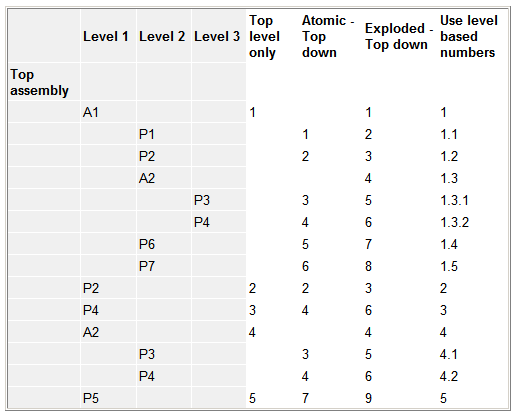 Level 1 Level 2 Level 3 Top level only Atomic - Top down Exploded - Top down Use level based numbers
Top assembly
A1 1 1 1
P1 1 2 1.1
P2 2 3 1.2
A2 4 1.3
P3 3 5 1.3.1
P4 4 6 1.3.2
P6 5 7 1.4
P7 6 8 1.5
P2 2 2 3 2
P4 3 4 6 3
A2 4 4 4
P3 3 5 4.1
P4 4 6 4.2
P5 5 7 9 5